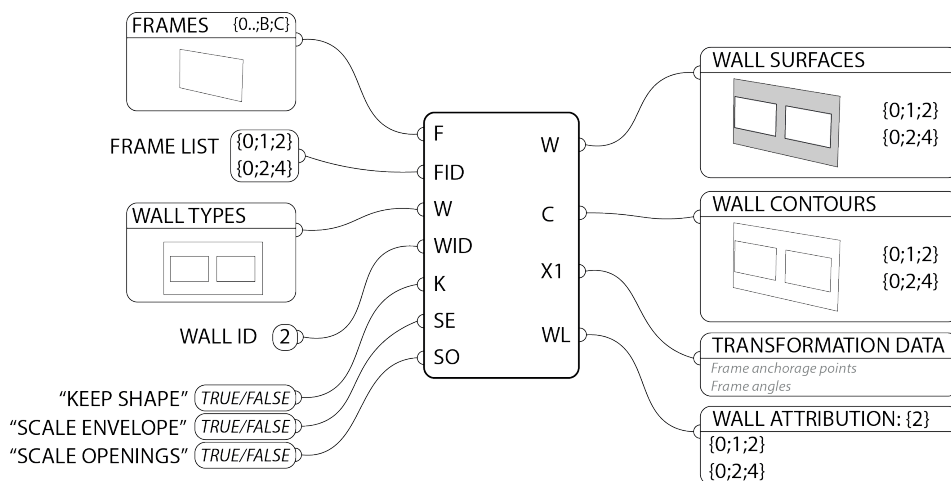 FRAMES {0..;B;C}
FRAME LIST {0;1;2}
{0;2;4}
WALL TYPES
WALL ID 2
"KEEP SHAPE" TRUE/FALSE
"SCALE ENVELOPE" TRUE/FALSE
"SCALE OPENINGS" TRUE/FALSE
F
FID
W
WID
K
SE
SO
W
C
X1
WL
WALL SURFACES
{0;1;2}
{0;2;4}
WALL CONTOURS
{0;1;2}
{0;2;4}
TRANSFORMATION DATA
Frame anchorage points
Frame angles
WALL ATTRIBUTION: {2}
{0;1;2}
{0;2;4}